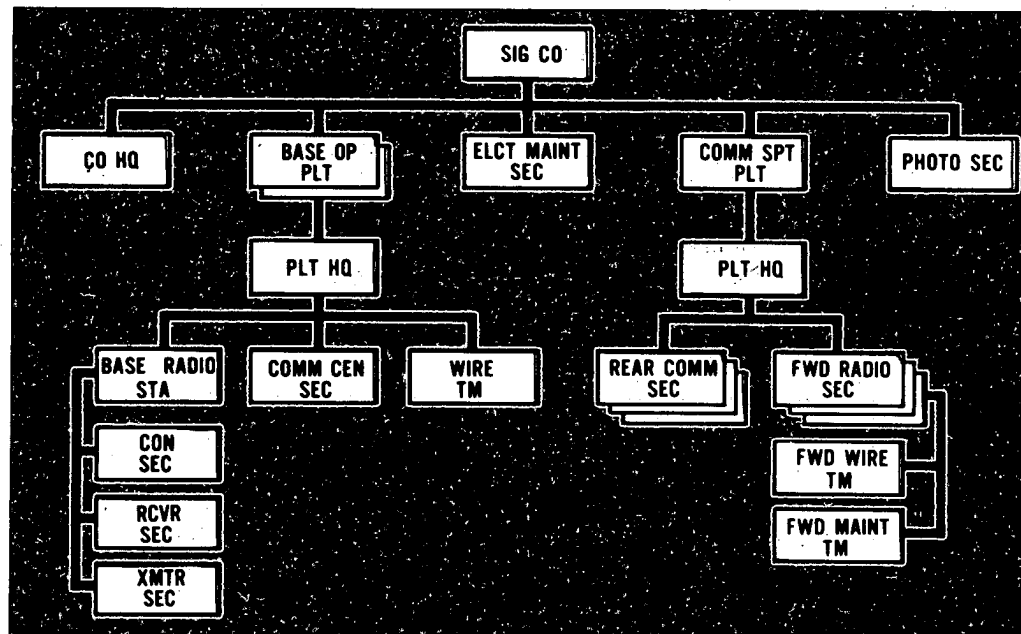 SIG CO
CO HQ
BASE OP
PLT
ELCT MAINT
SEC
COMM SPT
PLT
PHOTO SEC
PLT HQ
PLT HQ
BASE RADIO
STA
COMM CEN
SEC
WIRE
TM
REAR COMM
SEC
FWD RADIO
SEC
CON
SEC
FWD WIRE
TM
RCVR
SEC
FWD MAINT
TM
XMTR
SEC